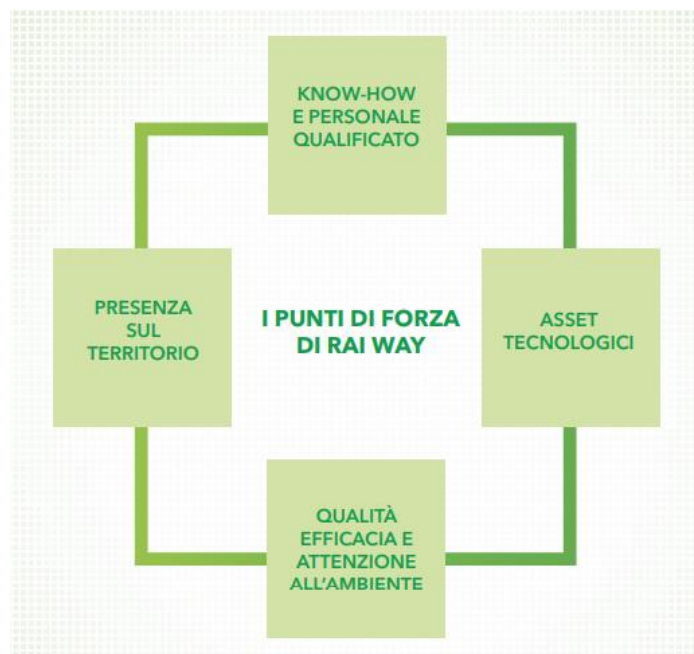 KNOW-HOW
E PERSONALE
QUALIFICATO
PRESENZA
SUL
TERRITORIO
I PUNTI DI FORZA
DI RAI WAY
ASSET
TECNOLOGICI
QUALITÀ
EFFICACIA E
ATTENZIONE
ALL'AMBIENTE